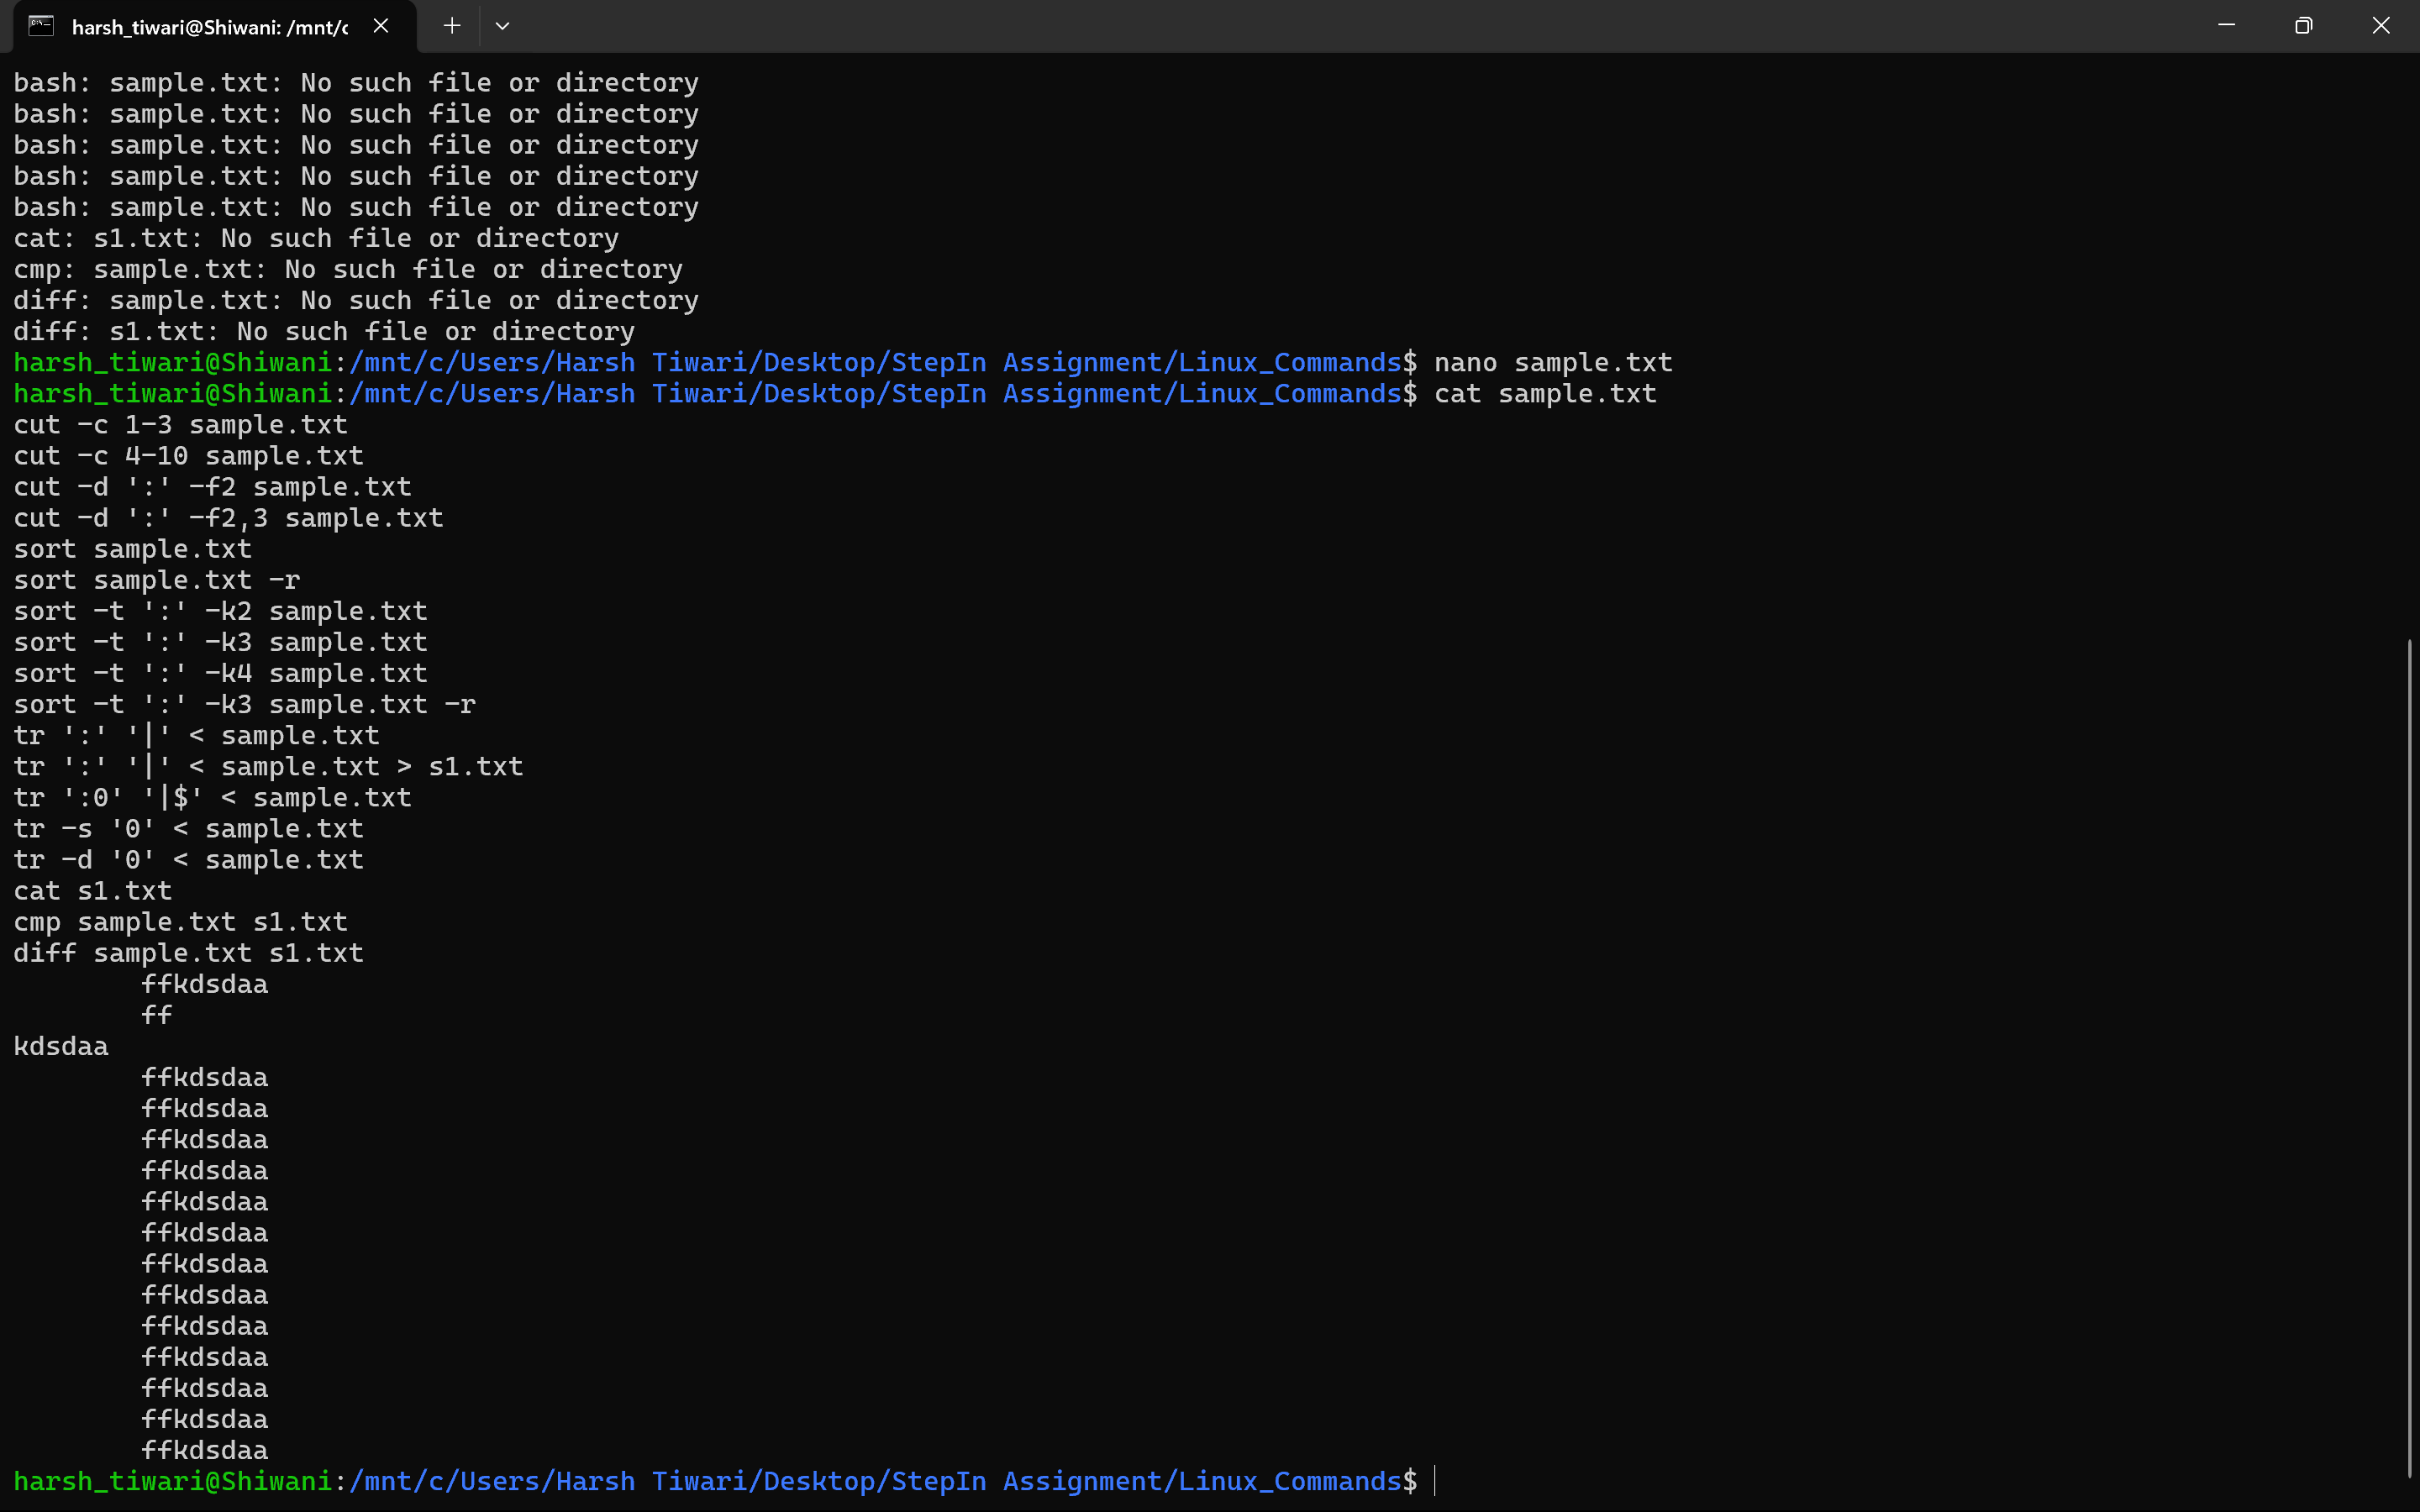 harsh_tiwari@Shiwani: /mnt/c
bash: sample.txt: No such file or directory
bash: sample.txt: No such file or directory
bash: sample.txt: No such file or directory
bash: sample.txt: No such file or directory
bash: sample.txt: No such file or directory
cat: s1.txt: No such file or directory
cmp: sample.txt: No such file or directory
diff: sample.txt: No such file or directory
diff: s1.txt: No such file or directory
harsh_tiwari@Shiwani:/mnt/c/Users/Harsh Tiwari/Desktop/StepIn Assignment/Linux_Commands$ nano sample.txt
harsh_tiwari@Shiwani:/mnt/c/Users/Harsh Tiwari/Desktop/StepIn Assignment/Linux_Commands$ cat sample.txt
cut -c 1-3 sample.txt
cut -c 4-10 sample.txt
cut -d ':' -f2 sample.txt
cut -d ':' -f2,3 sample.txt
sort sample.txt
sort sample.txt -r
sort -t ':' -k2 sample.txt
sort -t ':' -k3 sample.txt
sort -t ':' -k4 sample.txt
sort -t ':' -k3 sample.txt -r
tr ':' '|' < sample.txt
tr ':' '|' < sample.txt > s1.txt
tr ':0' '|$' < sample.txt
tr -s '0' < sample.txt
tr -d '0' < sample.txt
cat s1.txt
cmp sample.txt s1.txt
diff sample.txt s1.txt
        ffkdsdaa
        ff
kdsdaa
        ffkdsdaa
        ffkdsdaa
        ffkdsdaa
        ffkdsdaa
        ffkdsdaa
        ffkdsdaa
        ffkdsdaa
        ffkdsdaa
        ffkdsdaa
        ffkdsdaa
        ffkdsdaa
        ffkdsdaa
        ffkdsdaa
harsh_tiwari@Shiwani:/mnt/c/Users/Harsh Tiwari/Desktop/StepIn Assignment/Linux_Commands$